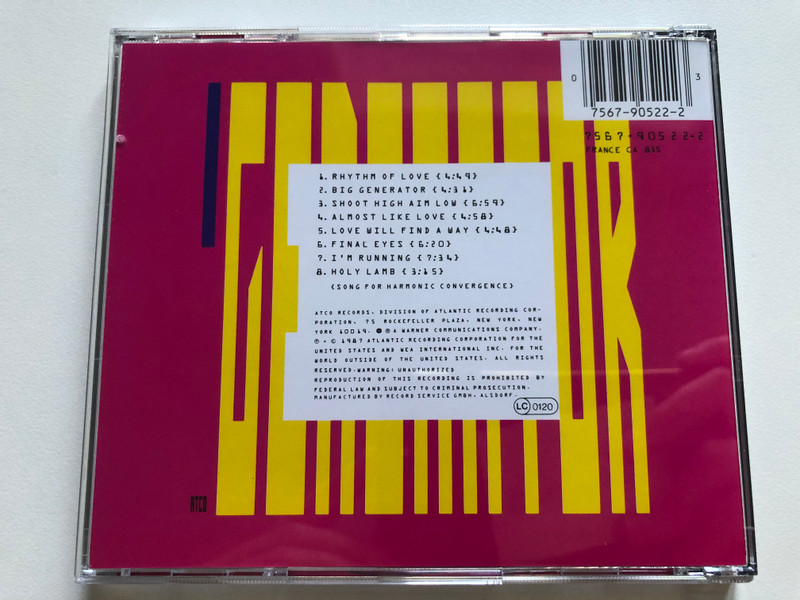 0
3
7567-90522-2
7567-90522-2
FRANCE CA 835
GENERATOR
1. RHYTHM OF LOVE {4:49}
2. BIG GENERATOR {4:31}
3. SHOOT HIGH AIM LOW {6:59}
4. ALMOST LIKE LOVE {4:58}
5. LOVE WILL FIND A WAY {4:48}
6. FINAL EYES {6:20}
7. I'M RUNNING {7:34}
8. HOLY LAMB {3:15}
{SONG FOR HARMONIC CONVERGENCE}
ATCO RECORDS, DIVISION OF ATLANTIC RECORDING COR-
PORATION, 75 ROCKEFELLER PLAZA, NEW YORK, NEW
YORK 10019. Ⓦ A WARNER COMMUNICATIONS COMPANY.
℗ + © 1987 ATLANTIC RECORDING CORPORATION FOR THE
UNITED STATES AND WEA INTERNATIONAL INC. FOR THE
WORLD OUTSIDE OF THE UNITED STATES. ALL RIGHTS
RESERVED.WARNING: UNAUTHORIZED
REPRODUCTION OF THIS RECORDING IS PROHIBITED BY
FEDERAL LAW AND SUBJECT TO CRIMINAL PROSECUTION.
MANUFACTURED BY RECORD SERVICE GMBH, ALSDORF.
LC 0120
ATCO